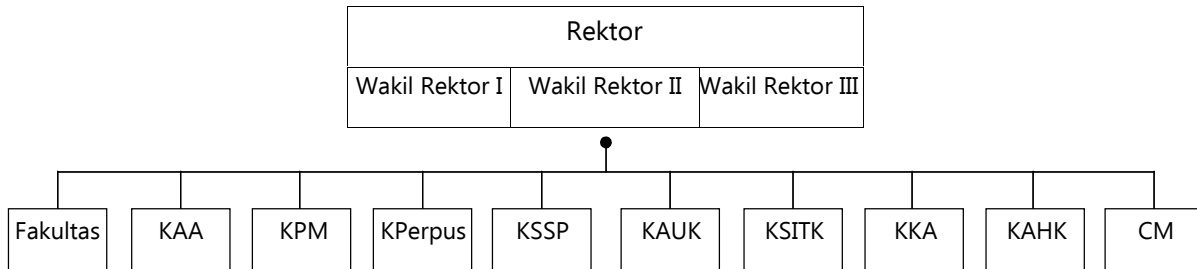 Rektor
Wakil Rektor I Wakil Rektor II Wakil Rektor III
Fakultas KAA KPM KPerpus KSSP KAUK KSITK KKA KAHK CM